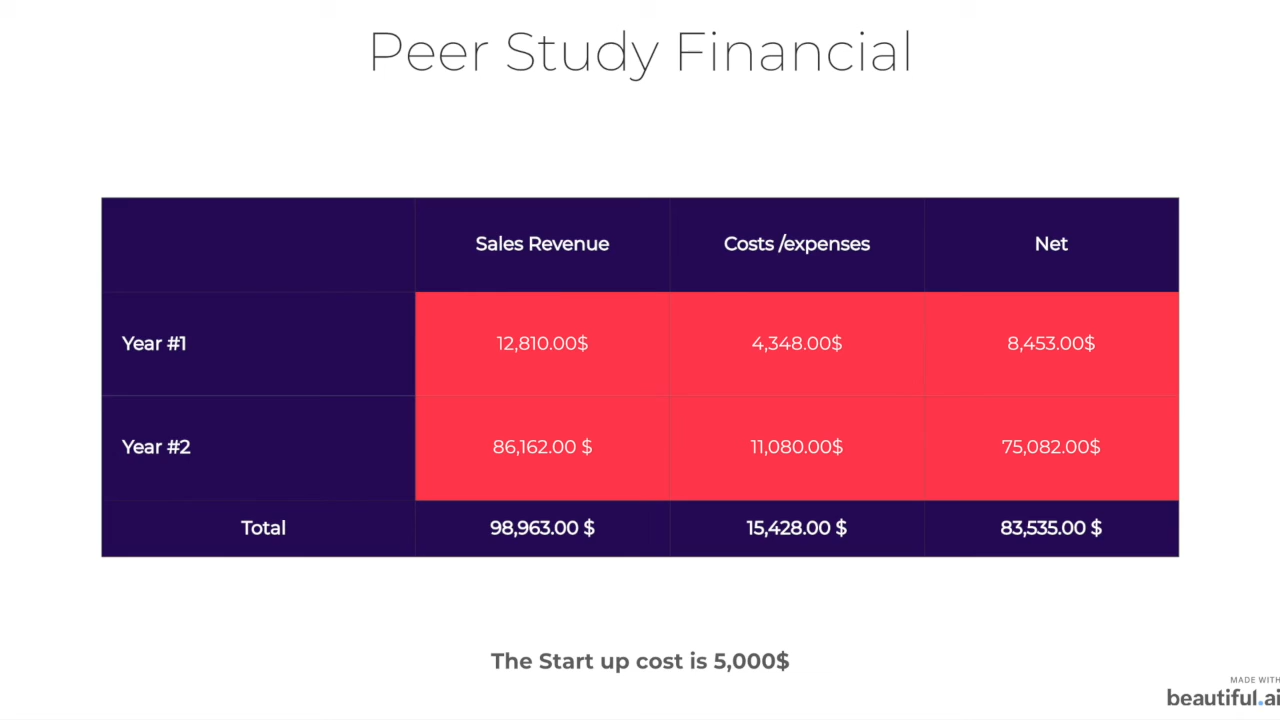 Peer Study Financial
Sales Revenue Costs /expenses Net
Year #1 12,810.00$ 4,348.00$ 8,453.00$
Year #2 86,162.00 $ 11,080.00$ 75,082.00$
Total 98,963.00 $ 15,428.00 $ 83,535.00 $
The Start up cost is 5,000$
MADE WITH
beautiful.ai